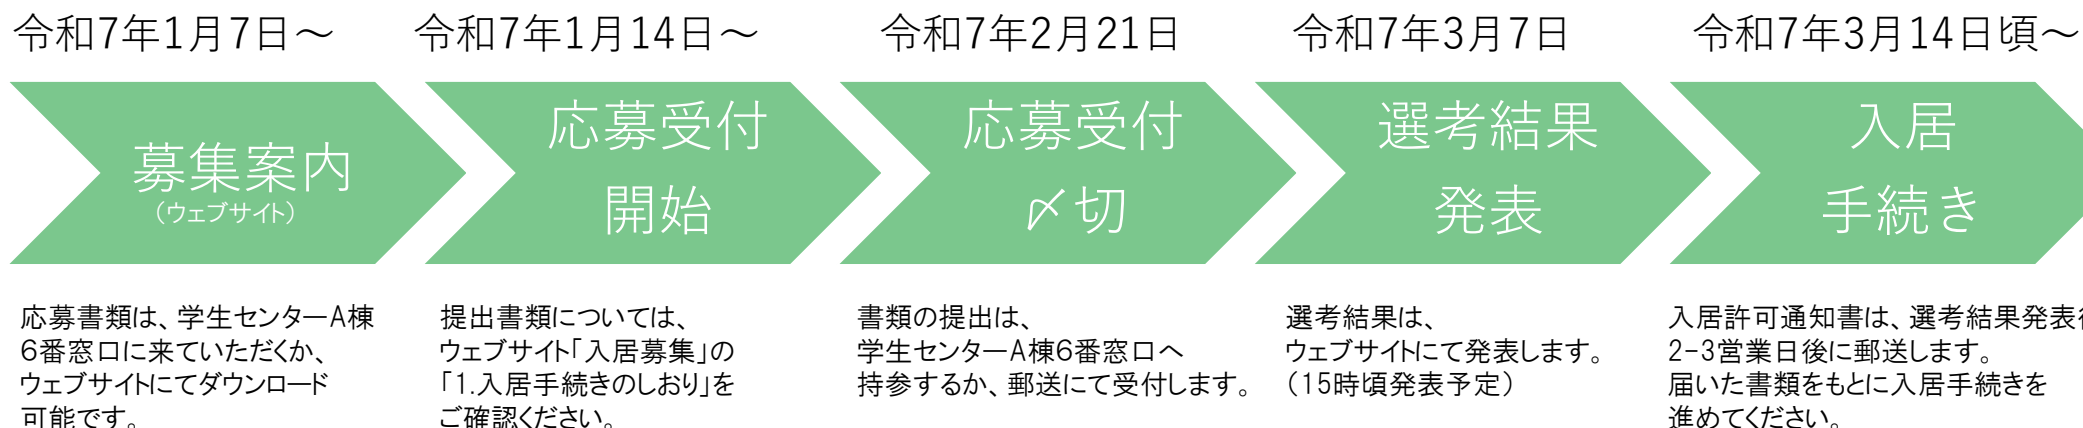 令和7年1月7日～
募集案内
（ウェブサイト）
応募書類は、学生センターA棟
6番窓口に来ていただくか、
ウェブサイトにてダウンロード
可能です。
令和7年1月14日～
応募受付
開始
提出書類については、
ウェブサイト「入居募集」の
「1.入居手続きのしおり」を
ご確認ください。
令和7年2月21日
応募受付
〆切
書類の提出は、
学生センターA棟6番窓口へ
持参するか、郵送にて受付します。
令和7年3月7日
選考結果
発表
選考結果は、
ウェブサイトにて発表します。
（15時頃発表予定）
令和7年3月14日頃～
入居
手続き
入居許可通知書は、選考結果発表後
2-3営業日後に郵送します。
届いた書類をもとに入居手続きを
進めてください。